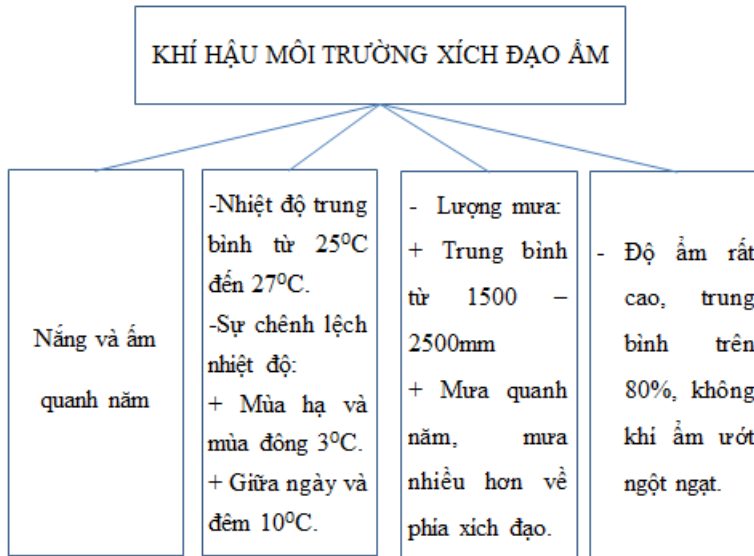 KHÍ HẬU MÔI TRƯỜNG XÍCH ĐẠO ẨM
Nắng và ấm
quanh năm
-Nhiệt độ trung
bình từ 25⁰C
đến 27⁰C.
-Sự chênh lệch
nhiệt độ:
+ Mùa hạ và
mùa đông 3⁰C.
+ Giữa ngày và
đêm 10⁰C.
- Lượng mưa:
+ Trung bình
từ 1500 –
2500mm
+ Mưa quanh
năm, mưa
nhiều hơn về
phía xích đạo.
- Độ ẩm rất
cao, trung
bình trên
80%, không
khí ẩm ướt
ngột ngạt.